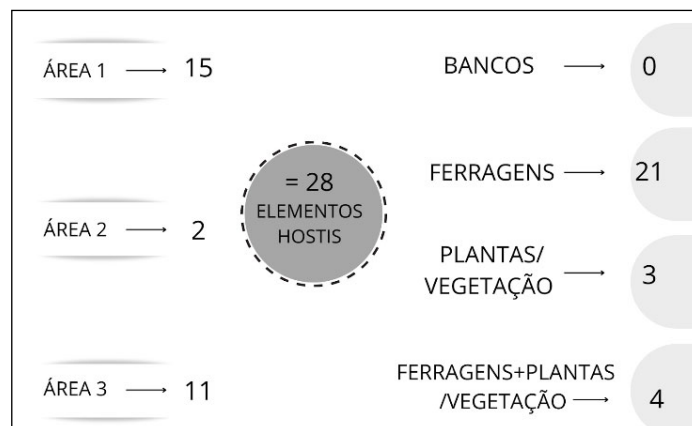 ÁREA 1 → 15
ÁREA 2 → 2
ÁREA 3 → 11
= 28
ELEMENTOS
HOSTIS
BANCOS → 0
FERRAGENS → 21
PLANTAS/
VEGETAÇÃO → 3
FERRAGENS+PLANTAS
/VEGETAÇÃO → 4